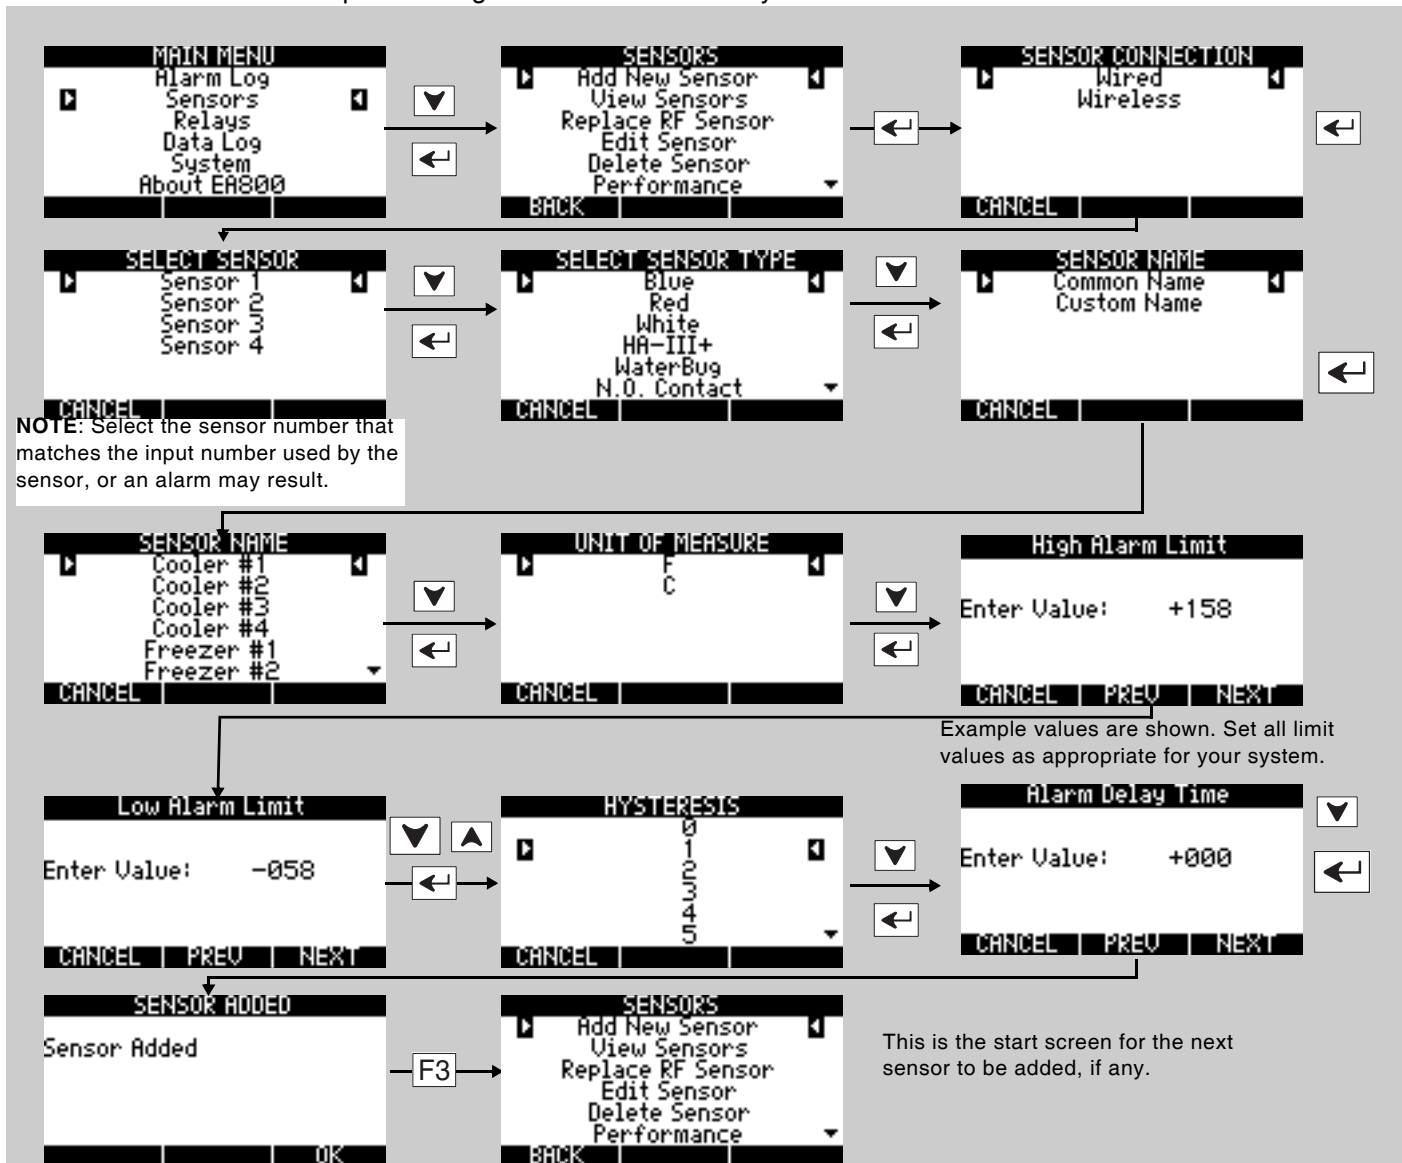 MAIN MENU
Alarm Log
Sensors
Relays
Data Log
System
About EA800
SENSORS
Add New Sensor
View Sensors
Replace RF Sensor
Edit Sensor
Delete Sensor
Performance
BACK
SENSOR CONNECTION
Wired
Wireless
CANCEL
SELECT SENSOR
Sensor 1
Sensor 2
Sensor 3
Sensor 4
CANCEL
NOTE: Select the sensor number that
matches the input number used by the
sensor, or an alarm may result.
SELECT SENSOR TYPE
Blue
Red
White
HA-III+
WaterBug
N.O. Contact
CANCEL
SENSOR NAME
Common Name
Custom Name
CANCEL
SENSOR NAME
Cooler #1
Cooler #2
Cooler #3
Cooler #4
Freezer #1
Freezer #2
CANCEL
UNIT OF MEASURE
F
C
CANCEL
High Alarm Limit
Enter Value: +158
CANCEL PREV NEXT
Example values are shown. Set all limit
values as appropriate for your system.
Low Alarm Limit
Enter Value: -058
CANCEL PREV NEXT
HYSTERESIS
0
1
2
3
4
5
CANCEL
Alarm Delay Time
Enter Value: +000
CANCEL PREV NEXT
SENSOR ADDED
Sensor Added
OK
F3
SENSORS
Add New Sensor
View Sensors
Replace RF Sensor
Edit Sensor
Delete Sensor
Performance
BACK
This is the start screen for the next
sensor to be added, if any.